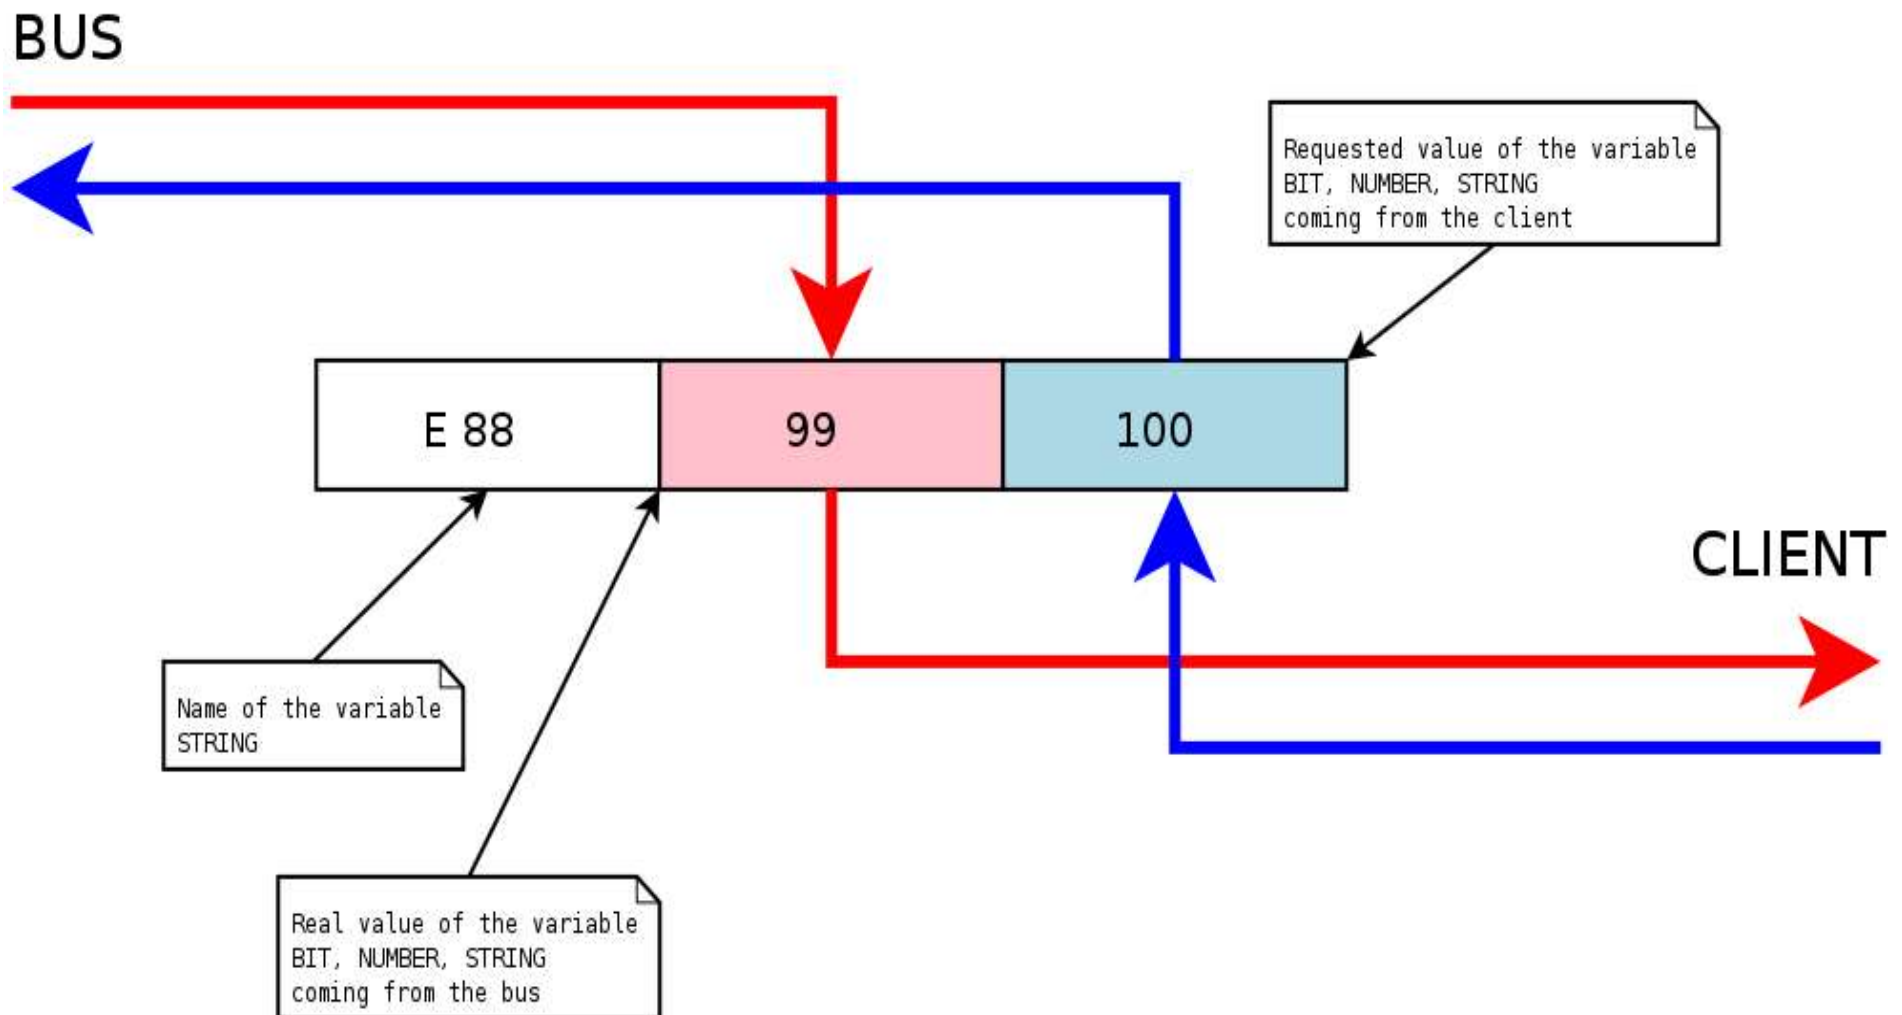 BUS
Requested value of the variable
BIT, NUMBER, STRING
coming from the client
E 88
99
100
CLIENT
Name of the variable
STRING
Real value of the variable
BIT, NUMBER, STRING
coming from the bus